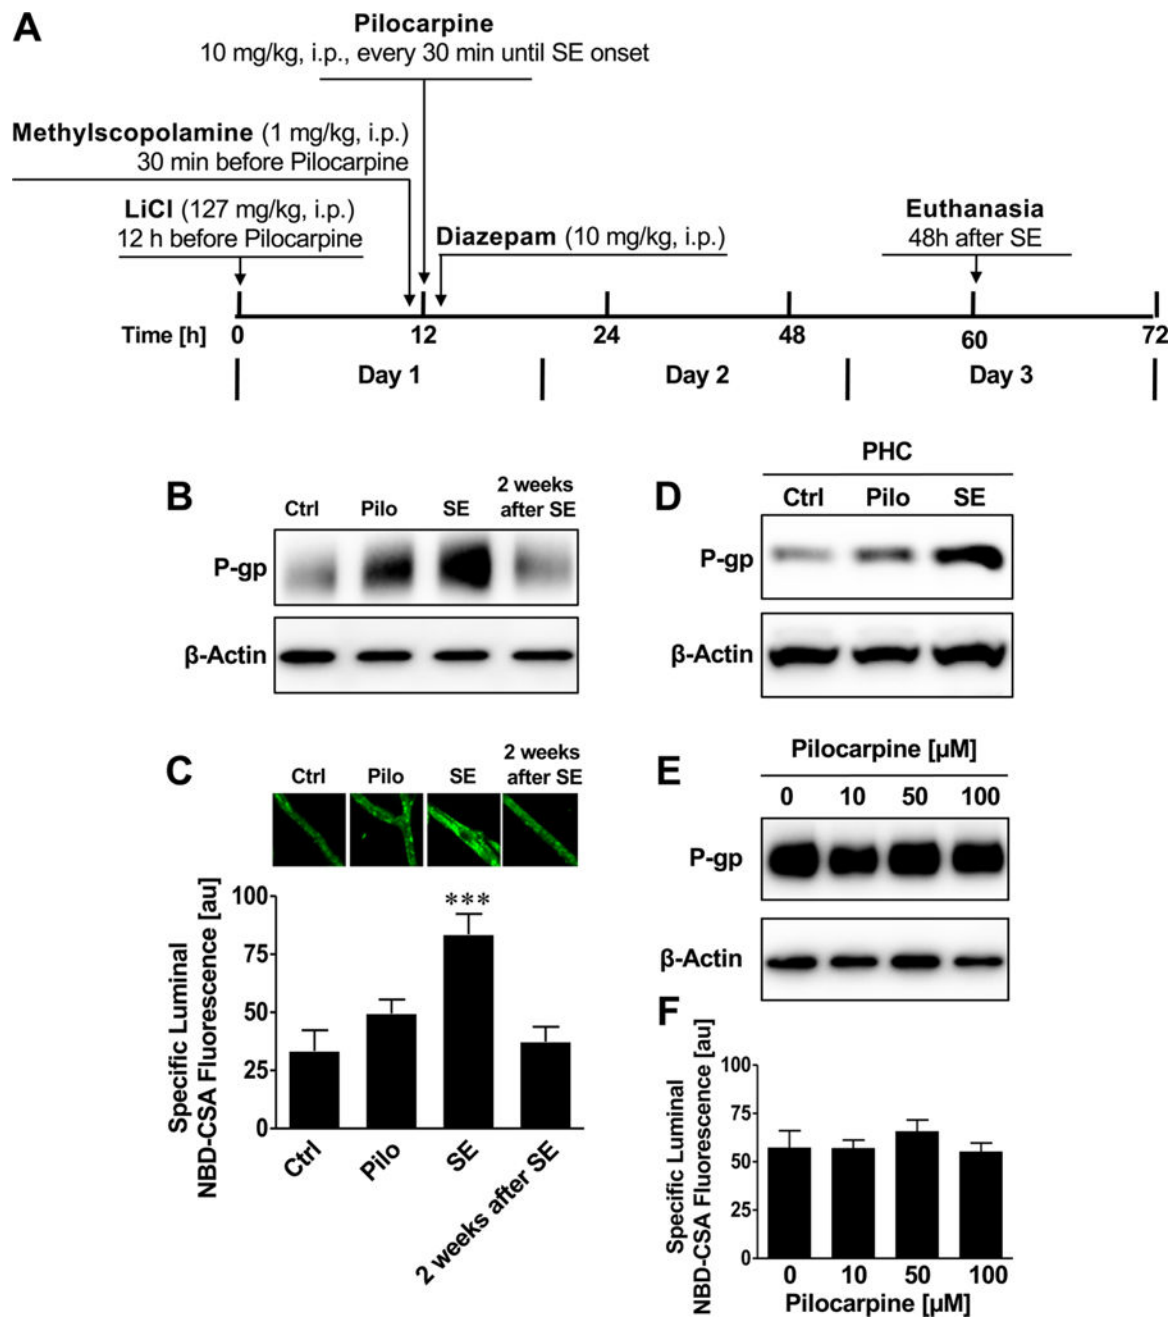 A
Pilocarpine
10 mg/kg, i.p., every 30 min until SE onset
Methylscopolamine (1 mg/kg, i.p.)
30 min before Pilocarpine
LiCl (127 mg/kg, i.p.)
12 h before Pilocarpine
Diazepam (10 mg/kg, i.p.)
Euthanasia
48h after SE
Time [h]
0 12 24 48 60 72
Day 1 Day 2 Day 3
B
Ctrl Pilo SE 2 weeks
after SE
P-gp
β-Actin
D
PHC
Ctrl Pilo SE
P-gp
β-Actin
C
Ctrl Pilo SE 2 weeks
after SE
Specific Luminal
NBD-CSA Fluorescence [au]
100
75
50
25
0
***
Ctrl Pilo SE 2 weeks after SE
E
Pilocarpine [µM]
0 10 50 100
P-gp
β-Actin
F
Specific Luminal
NBD-CSA Fluorescence [au]
100
75
50
25
0
0 10 50 100
Pilocarpine [µM]